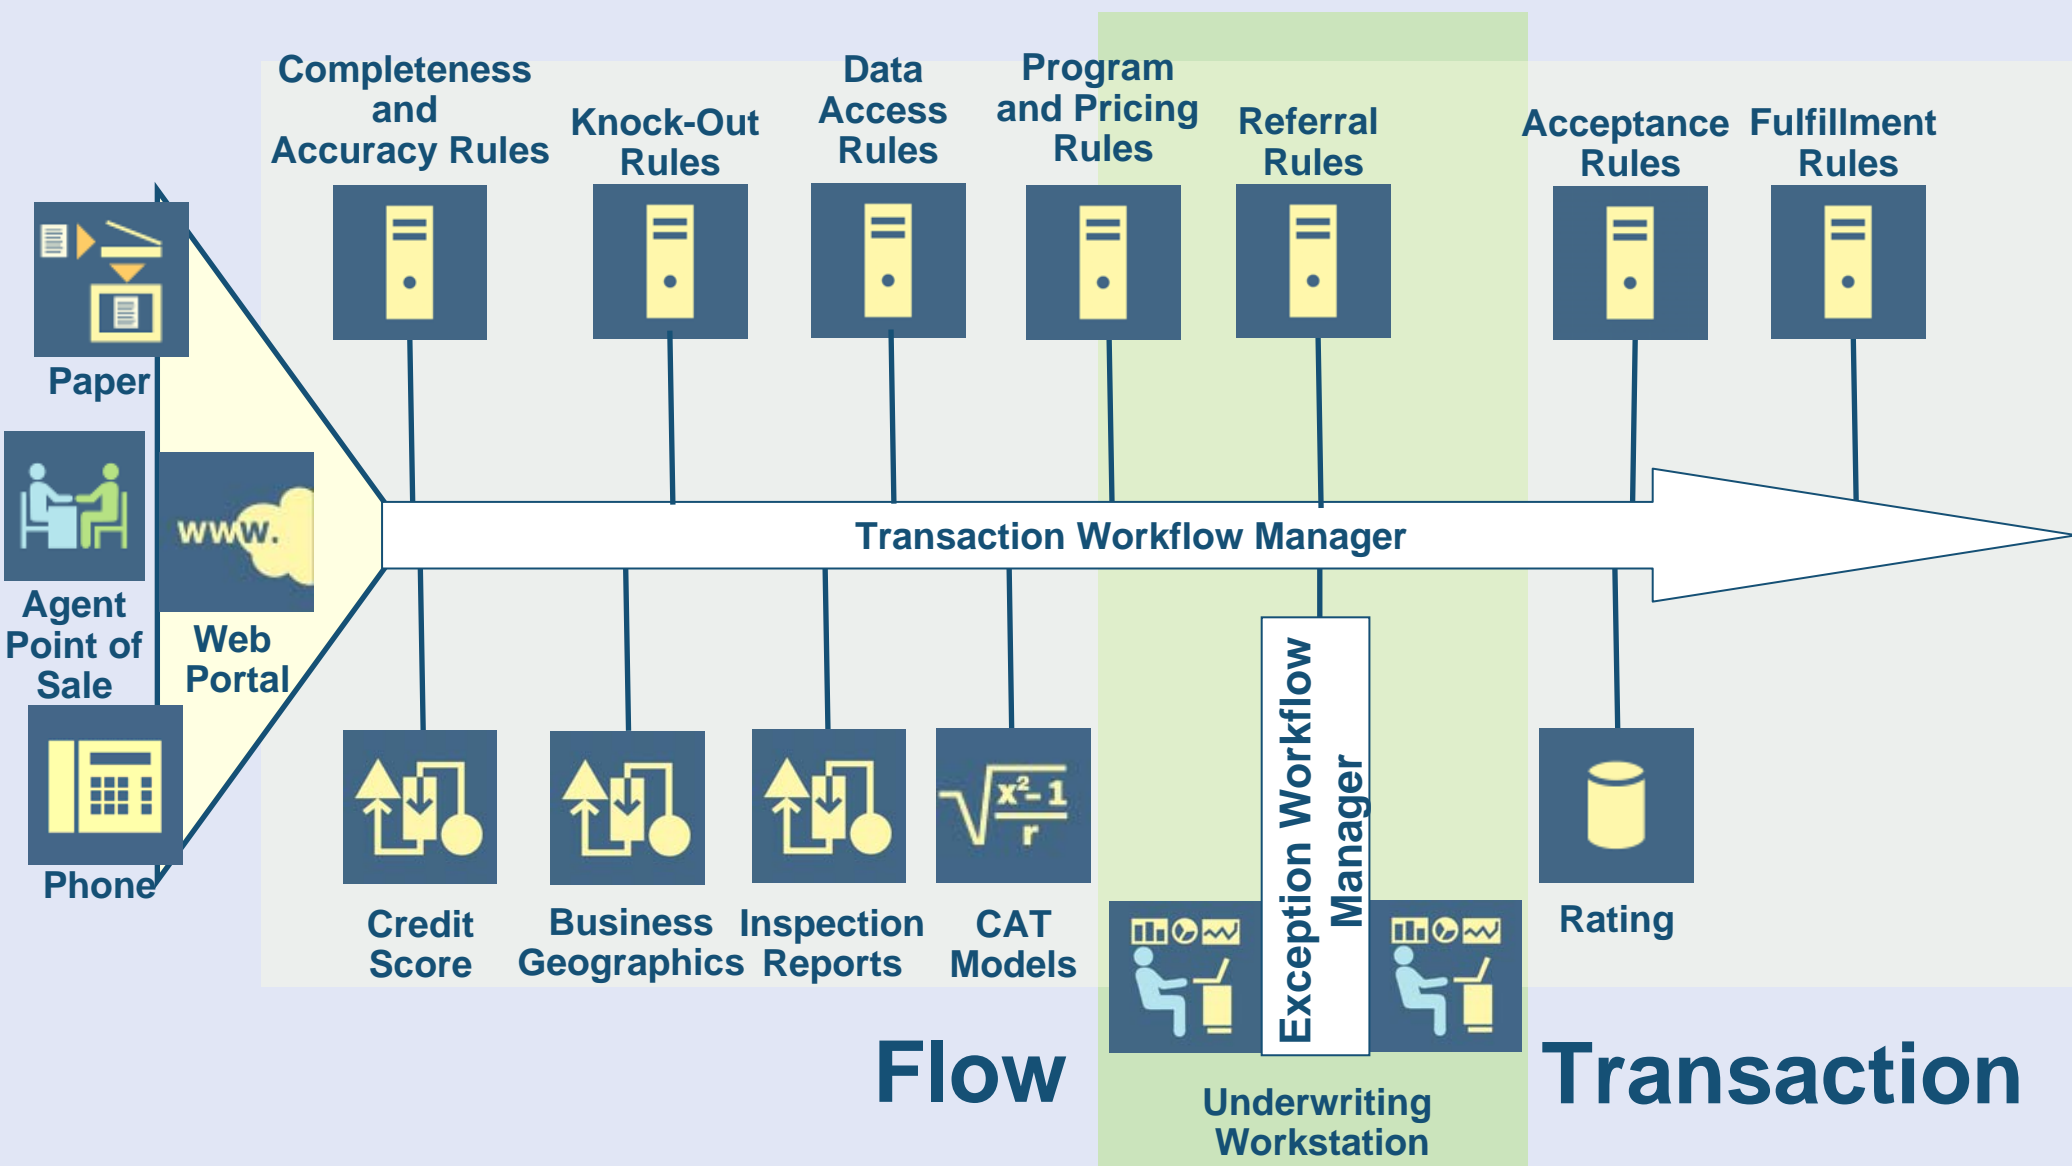 Completeness
and
Accuracy Rules
Knock-Out
Rules
Data
Access
Rules
Program
and Pricing
Rules
Referral
Rules
Acceptance
Rules
Fulfillment
Rules
Paper
Agent
Point of
Sale
www.
Web
Portal
Phone
Transaction Workflow Manager
Credit
Score
Business
Geographics
Inspection
Reports
x²-1
r
CAT
Models
Exception Workflow
Manager
Rating
Flow
Transaction
Underwriting
Workstation